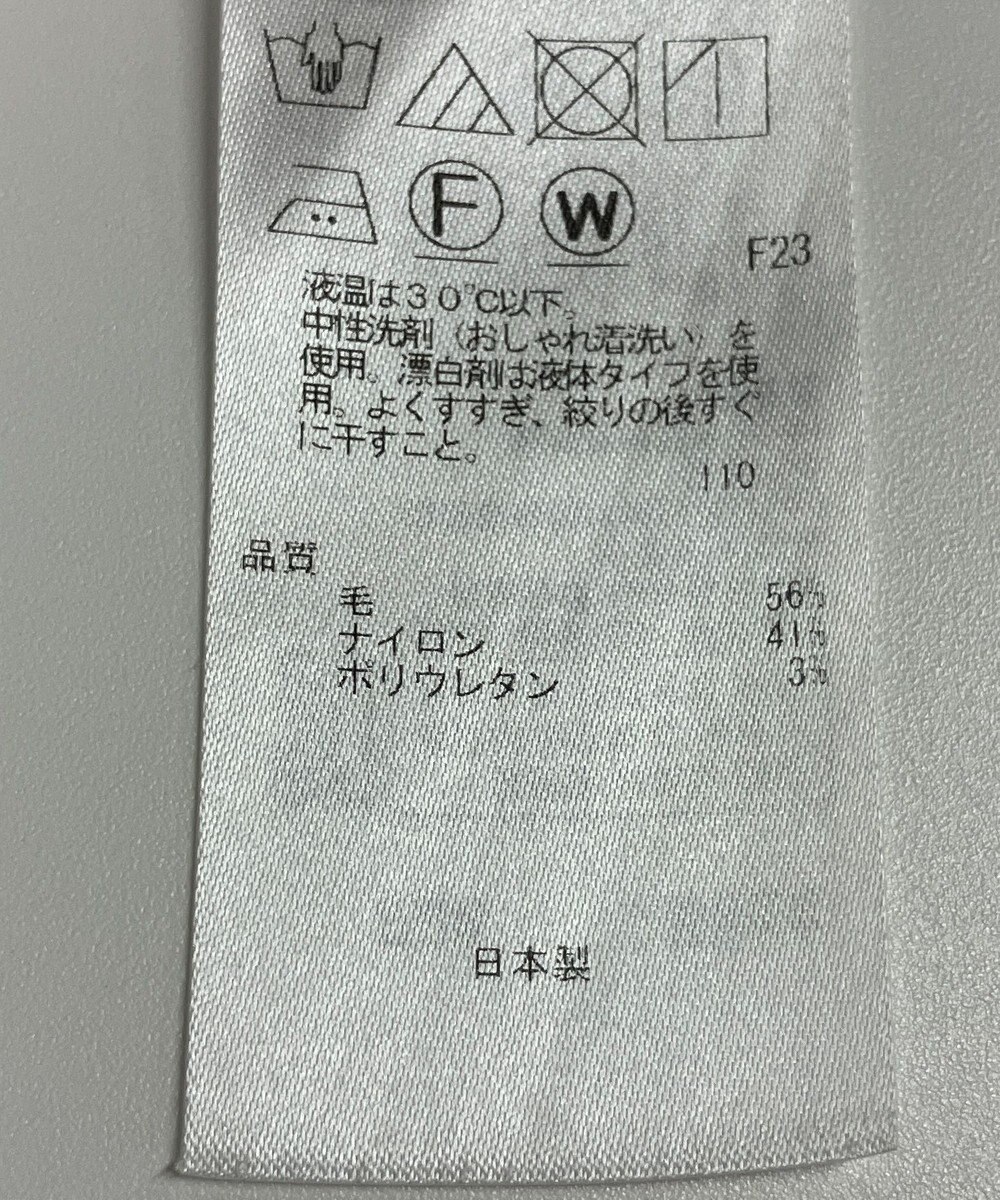 F W
F23
液温は30℃以下。
中性洗剤(おしゃれ着洗い)を
使用。漂白剤は液体タイプを使
用。よくすすぎ、絞りの後すぐ
に干すこと。
110
品質
毛 56%
ナイロン 41%
ポリウレタン 3%
日本製